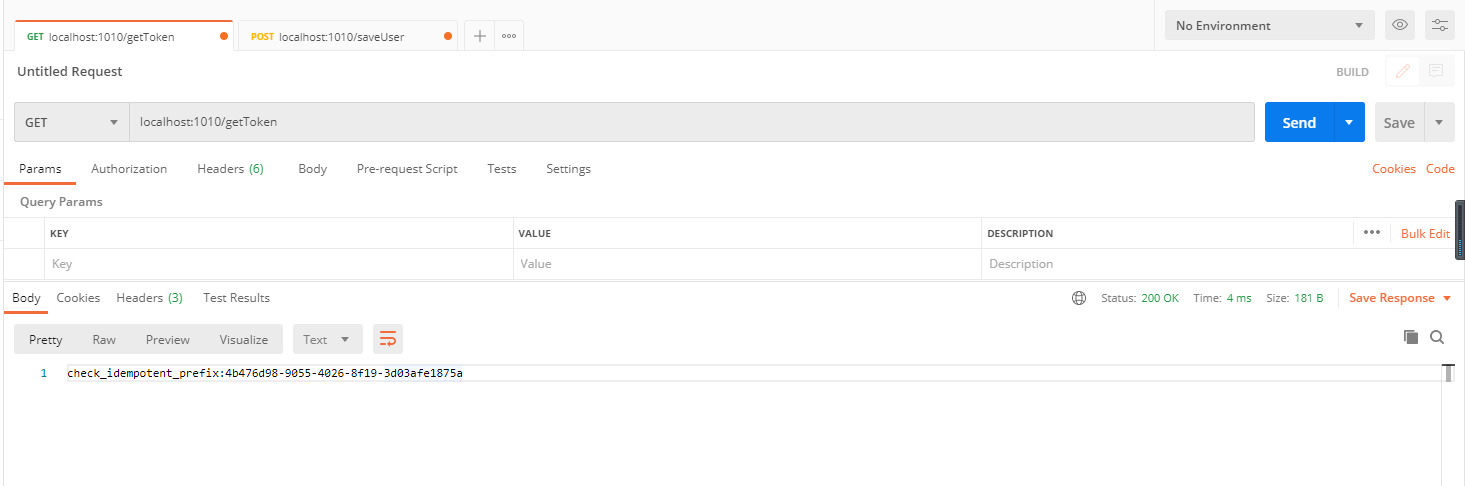 GET localhost:1010/getToken POST localhost:1010/saveUser No Environment
Untitled Request BUILD
GET localhost:1010/getToken Send Save
Params Authorization Headers (6) Body Pre-request Script Tests Settings Cookies Code
Query Params
KEY VALUE DESCRIPTION Bulk Edit
Key Value Description
Body Cookies Headers (3) Test Results Status: 200 OK Time: 4 ms Size: 181 B Save Response
Pretty Raw Preview Visualize Text
1 check_idempotent_prefix:4b476d98-9055-4026-8f19-3d03afe1875a